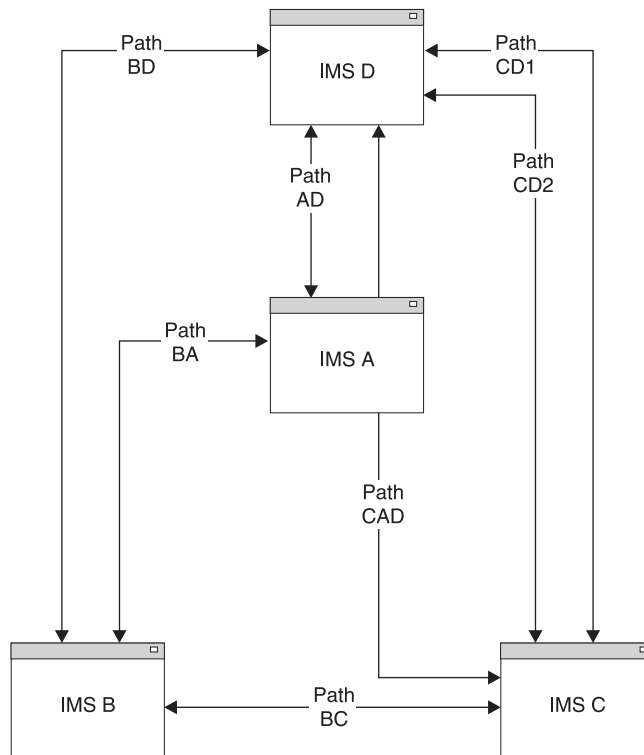 Path
BD
IMS D
Path
CD1
Path
CD2
Path
AD
Path
BA
IMS A
Path
CAD
IMS B
Path
BC
IMS C